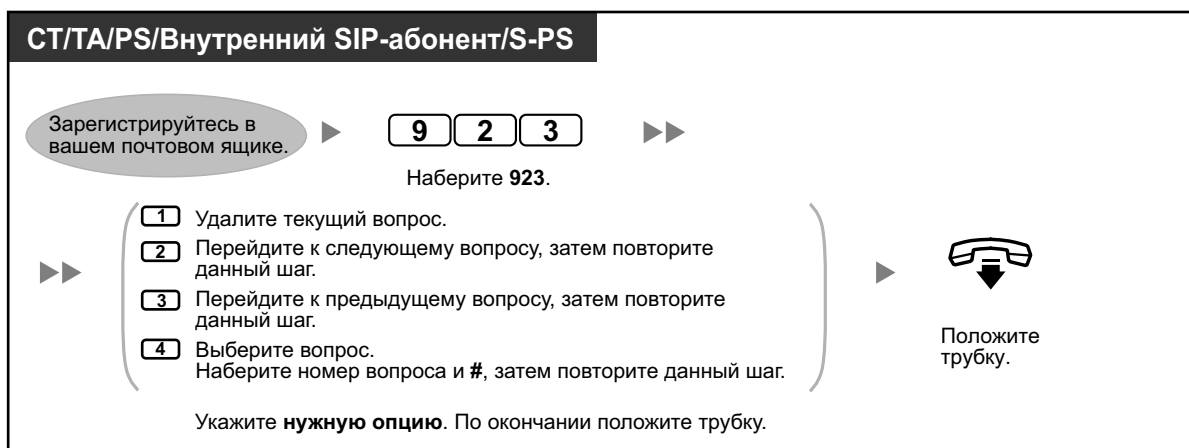 СТ/ТА/PS/Внутренний SIP-абонент/S-PS
Зарегистрируйтесь в
вашем почтовом ящике.
9 2 3
Наберите 923.
1 Удалите текущий вопрос.
2 Перейдите к следующему вопросу, затем повторите
данный шаг.
3 Перейдите к предыдущему вопросу, затем повторите
данный шаг.
4 Выберите вопрос.
Наберите номер вопроса и #, затем повторите данный шаг.
Укажите нужную опцию. По окончании положите трубку.
Положите
трубку.